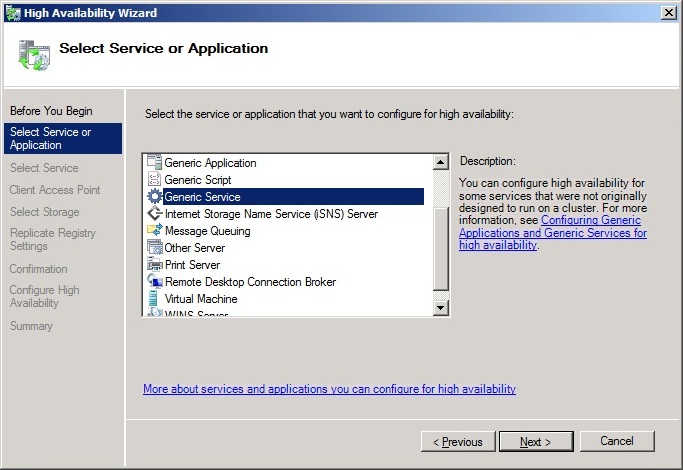 High Availability Wizard
Select Service or Application
Before You Begin
Select Service or
Application
Select Service
Client Access Point
Select Storage
Replicate Registry
Settings
Confirmation
Configure High
Availability
Summary
Select the service or application that you want to configure for high availability:
Generic Application
Generic Script
Generic Service
Internet Storage Name Service (iSNS) Server
Message Queuing
Other Server
Print Server
Remote Desktop Connection Broker
Virtual Machine
WINS Server
Description:
You can configure high availability for
some services that were not originally
designed to run on a cluster. For more
information, see Configuring Generic
Applications and Generic Services for
high availability.
More about services and applications you can configure for high availability
< Previous
Next >
Cancel